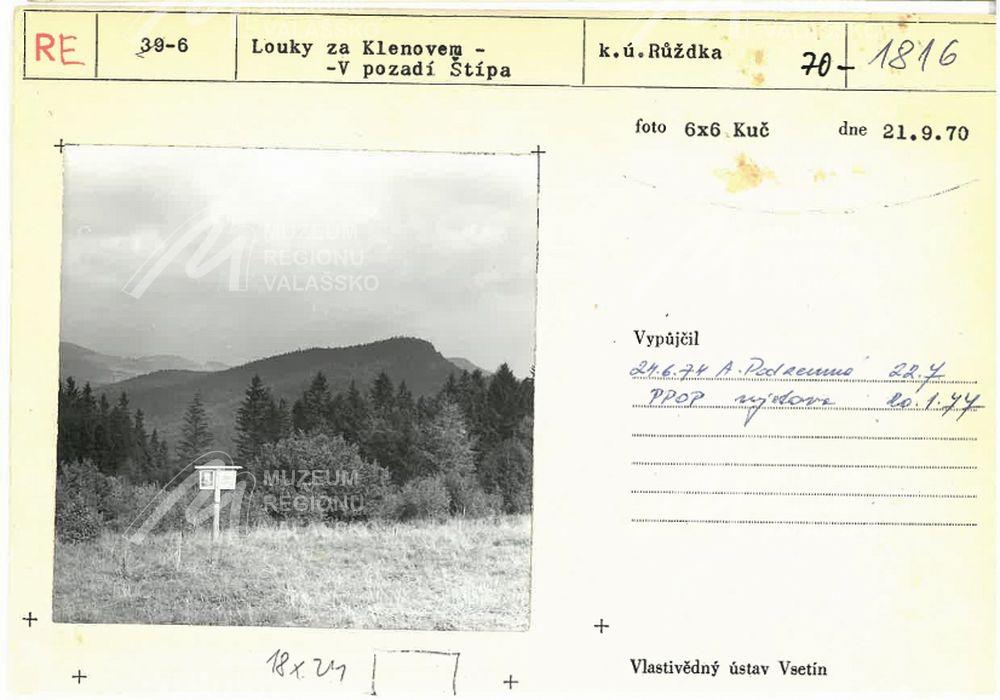 RE
39-6
Louky za Klenovem -
-V pozadí Štípa
k.ú.Růždka
70- 1816
foto 6x6 Kuč dne 21.9.70
MUZEUM
REGIONU
VALAŠSKO
Vypůjčil
24.6.74 A. Podzemná 22.7
PPOP 20.1.77
MUZEUM
REGIONU
VALAŠSKO
18x24
Vlastivědný ústav Vsetín